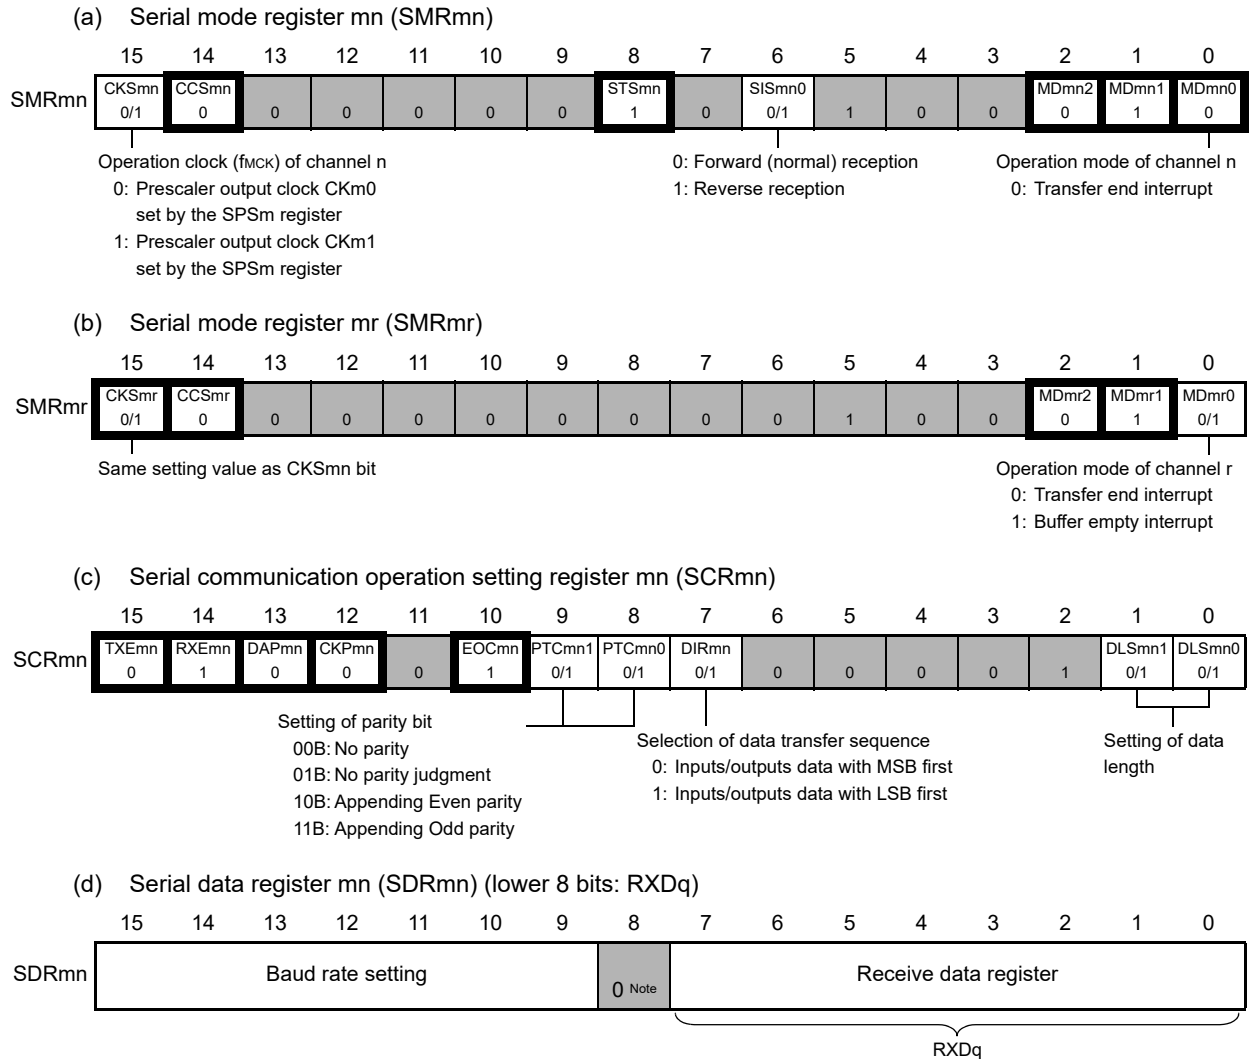 (a) Serial mode register mn (SMRmn)
15 14 13 12 11 10 9 8 7 6 5 4 3 2 1 0
SMRmn
CKSmn CCSmn STSmn SISmn0 MDmn2 MDmn1 MDmn0
0/1 0 0 0 0 0 0 1 0 0/1 1 0 0 0 1 0
Operation clock (fMCK) of channel n
0: Prescaler output clock CKm0
set by the SPSm register
1: Prescaler output clock CKm1
set by the SPSm register
0: Forward (normal) reception
1: Reverse reception
Operation mode of channel n
0: Transfer end interrupt
(b) Serial mode register mr (SMRmr)
15 14 13 12 11 10 9 8 7 6 5 4 3 2 1 0
SMRmr
CKSmr CCSmr MDmr2 MDmr1 MDmr0
0/1 0 0 0 0 0 0 0 0 0 1 0 0 0 1 0/1
Same setting value as CKSmn bit
Operation mode of channel r
0: Transfer end interrupt
1: Buffer empty interrupt
(c) Serial communication operation setting register mn (SCRmn)
15 14 13 12 11 10 9 8 7 6 5 4 3 2 1 0
SCRmn
TXEmn RXEmn DAPmn CKPmn EOCmn PTCmn1 PTCmn0 DIRmn DLSmn1 DLSmn0
0 1 0 0 0 1 0/1 0/1 0/1 0 0 0 0 1 0/1 0/1
Setting of parity bit
00B: No parity
01B: No parity judgment
10B: Appending Even parity
11B: Appending Odd parity
Selection of data transfer sequence
0: Inputs/outputs data with MSB first
1: Inputs/outputs data with LSB first
Setting of data
length
(d) Serial data register mn (SDRmn) (lower 8 bits: RXDq)
15 14 13 12 11 10 9 8 7 6 5 4 3 2 1 0
SDRmn
Baud rate setting
0 Note
Receive data register
RXDq